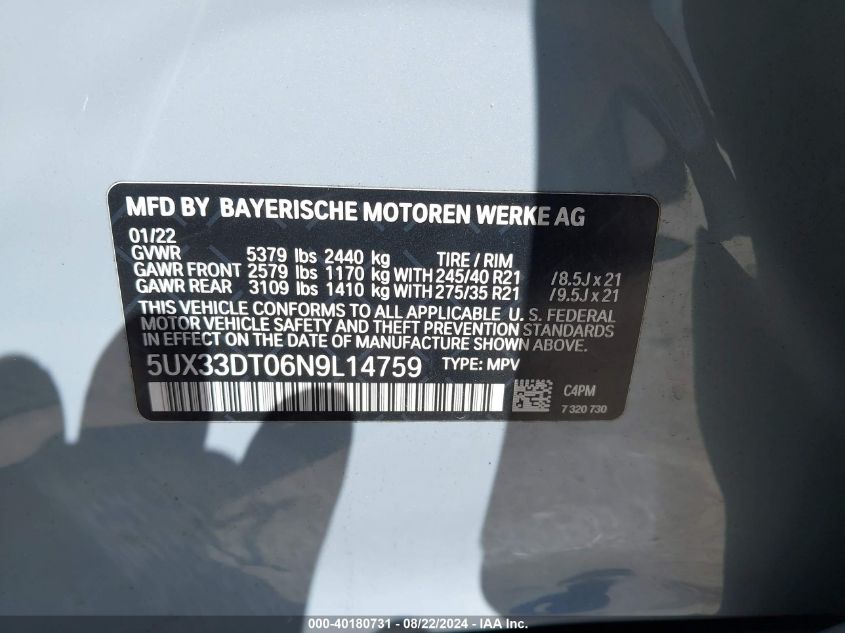 MFD BY BAYERISCHE MOTOREN WERKE AG
01/22
GVWR 5379 lbs 2440 kg TIRE / RIM
GAWR FRONT 2579 lbs 1170 kg WITH 245/40 R21 /8.5J x 21
GAWR REAR 3109 lbs 1410 kg WITH 275/35 R21 /9.5J x 21
THIS VEHICLE CONFORMS TO ALL APPLICABLE U. S. FEDERAL
MOTOR VEHICLE SAFETY AND THEFT PREVENTION STANDARDS
IN EFFECT ON THE DATE OF MANUFACTURE SHOWN ABOVE.
5UX33DT06N9L14759 TYPE: MPV
C4PM
7 320 730
000-40180731 - 08/22/2024 - IAA Inc.